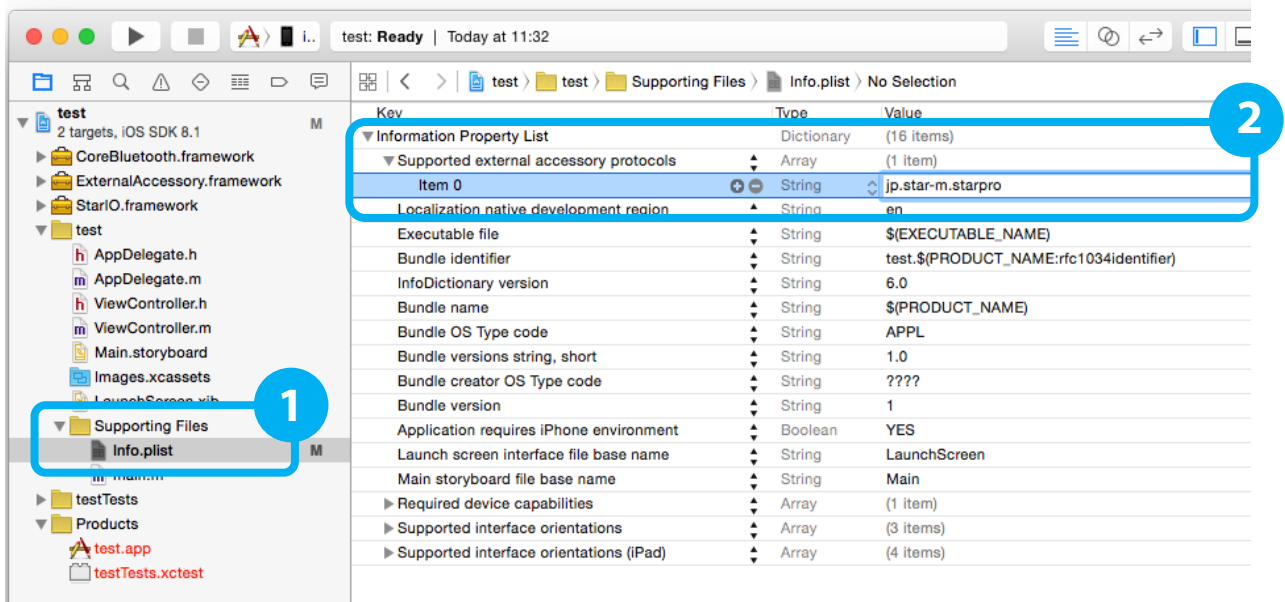 i.. test: Ready | Today at 11:32
test test Supporting Files Info.plist No Selection
test
2 targets, iOS SDK 8.1 M
CoreBluetooth.framework
ExternalAccessory.framework
StarIO.framework
test
h AppDelegate.h
m AppDelegate.m
h ViewController.h
m ViewController.m
Main.storyboard
Images.xcassets
LaunchScreen.xib
1
Supporting Files
Info.plist M
m main.m
testTests
Products
test.app
testTests.xctest
Key Type Value
2
Information Property List Dictionary (16 items)
Supported external accessory protocols Array (1 item)
Item 0 String jp.star-m.starpro
Localization native development region String en
Executable file String $(EXECUTABLE_NAME)
Bundle identifier String test.$(PRODUCT_NAME:rfc1034identifier)
InfoDictionary version String 6.0
Bundle name String $(PRODUCT_NAME)
Bundle OS Type code String APPL
Bundle versions string, short String 1.0
Bundle creator OS Type code String ????
Bundle version String 1
Application requires iPhone environment Boolean YES
Launch screen interface file base name String LaunchScreen
Main storyboard file base name String Main
Required device capabilities Array (1 item)
Supported interface orientations Array (3 items)
Supported interface orientations (iPad) Array (4 items)